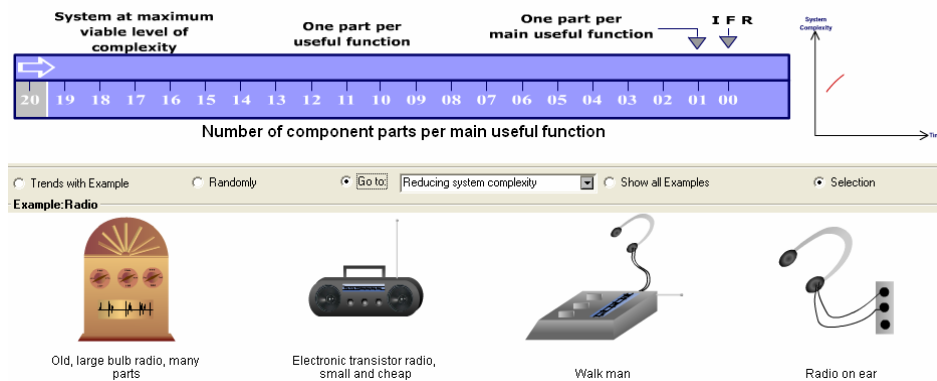 System at maximum
viable level of
complexity
One part per
useful function
One part per
main useful function
I F R
System
Complexity
20 19 18 17 16 15 14 13 12 11 10 09 08 07 06 05 04 03 02 01 00
Number of component parts per main useful function
Trends with Example
Randomly
Go to:
Reducing system complexity
Show all Examples
Selection
Example:Radio
Old, large bulb radio, many
parts
Electronic transistor radio,
small and cheap
Walk man
Radio on ear